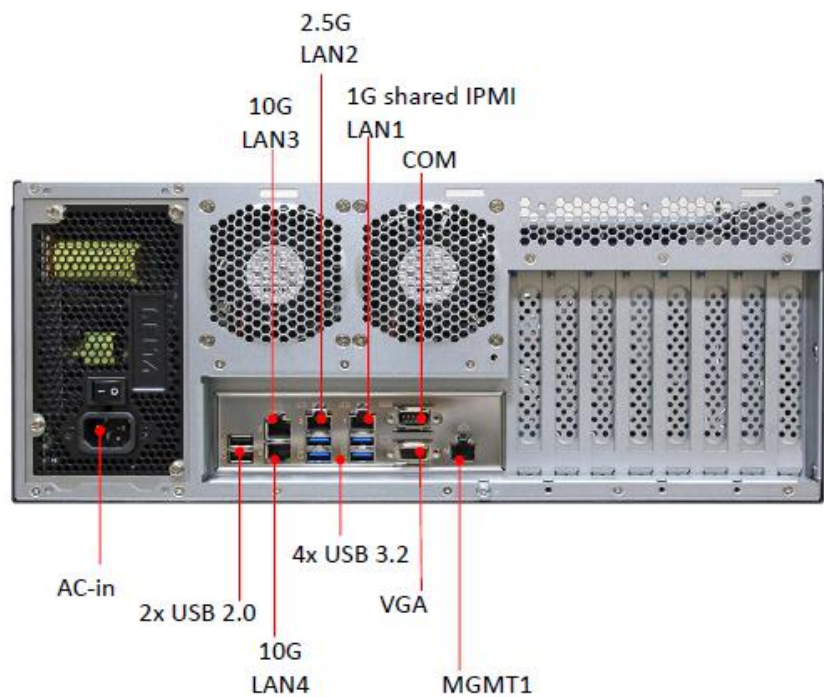 2.5G
LAN2
10G
LAN3
1G shared IPMI
LAN1
COM
AC-in
2x USB 2.0
4x USB 3.2
VGA
10G
LAN4
MGMT1